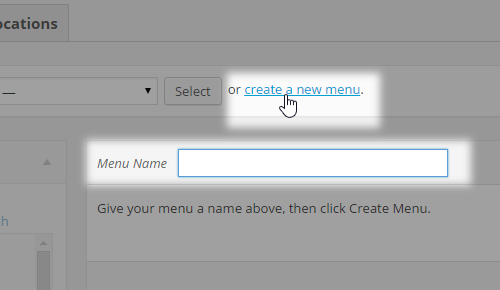 ocations
— Select or create a new menu.
Menu Name
Give your menu a name above, then click Create Menu.
h